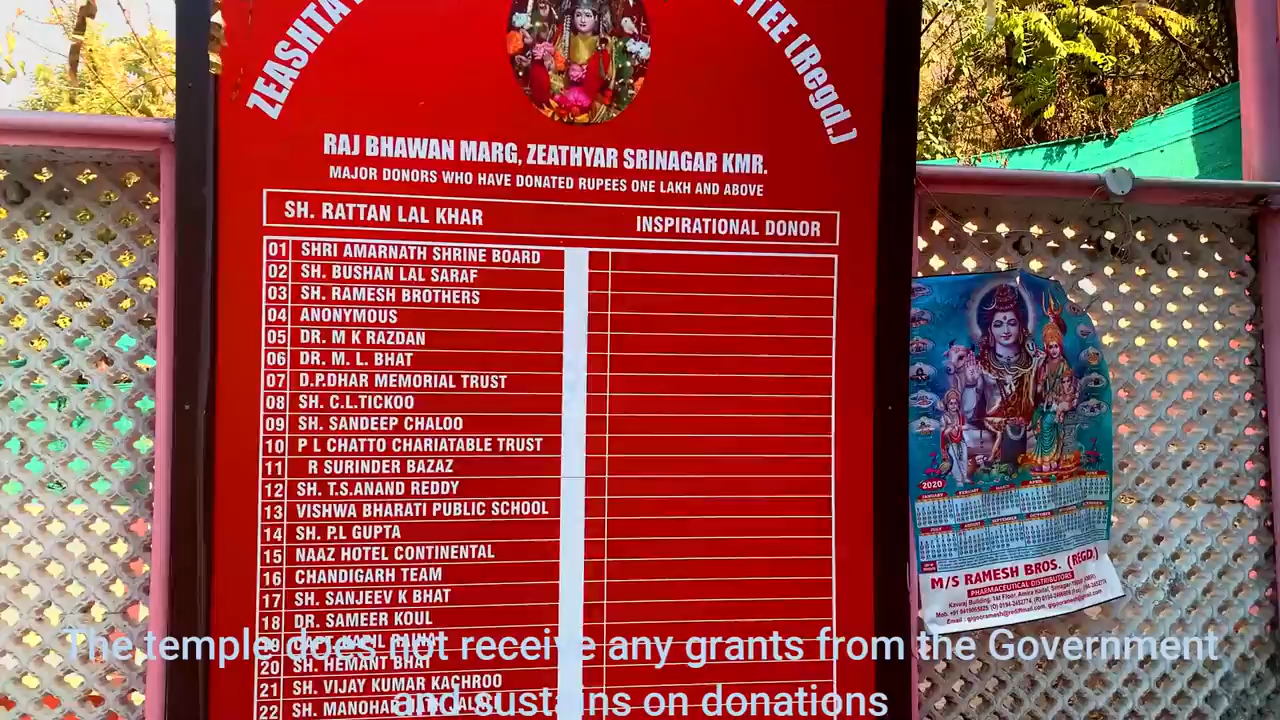 ZEASHTA
TEE (Regd.)
RAJ BHAWAN MARG, ZEATHYAR SRINAGAR KMR.
MAJOR DONORS WHO HAVE DONATED RUPEES ONE LAKH AND ABOVE
SH. RATTAN LAL KHAR INSPIRATIONAL DONOR
01 SHRI AMARNATH SHRINE BOARD
02 SH. BUSHAN LAL SARAF
03 SH. RAMESH BROTHERS
04 ANONYMOUS
05 DR. M K RAZDAN
06 DR. M. L. BHAT
07 D.P.DHAR MEMORIAL TRUST
08 SH. C.L.TICKOO
09 SH. SANDEEP CHALOO
10 P L CHATTO CHARIATABLE TRUST
11 R SURINDER BAZAZ
12 SH. T.S.ANAND REDDY
13 VISHWA BHARATI PUBLIC SCHOOL
14 SH. P.L GUPTA
15 NAAZ HOTEL CONTINENTAL
16 CHANDIGARH TEAM
17 SH. SANJEEV K BHAT
18 DR. SAMEER KOUL
19 CAPT. KAPIL RAINA
20 SH. HEMANT BHAT
21 SH. VIJAY KUMAR KACHROO
22 SH. MANOHAR
2020
M/S RAMESH BROS. (REGD.)
PHARMACEUTICAL DISTRIBUTORS
The temple does not receive any grants from the Government
and sustains on donations